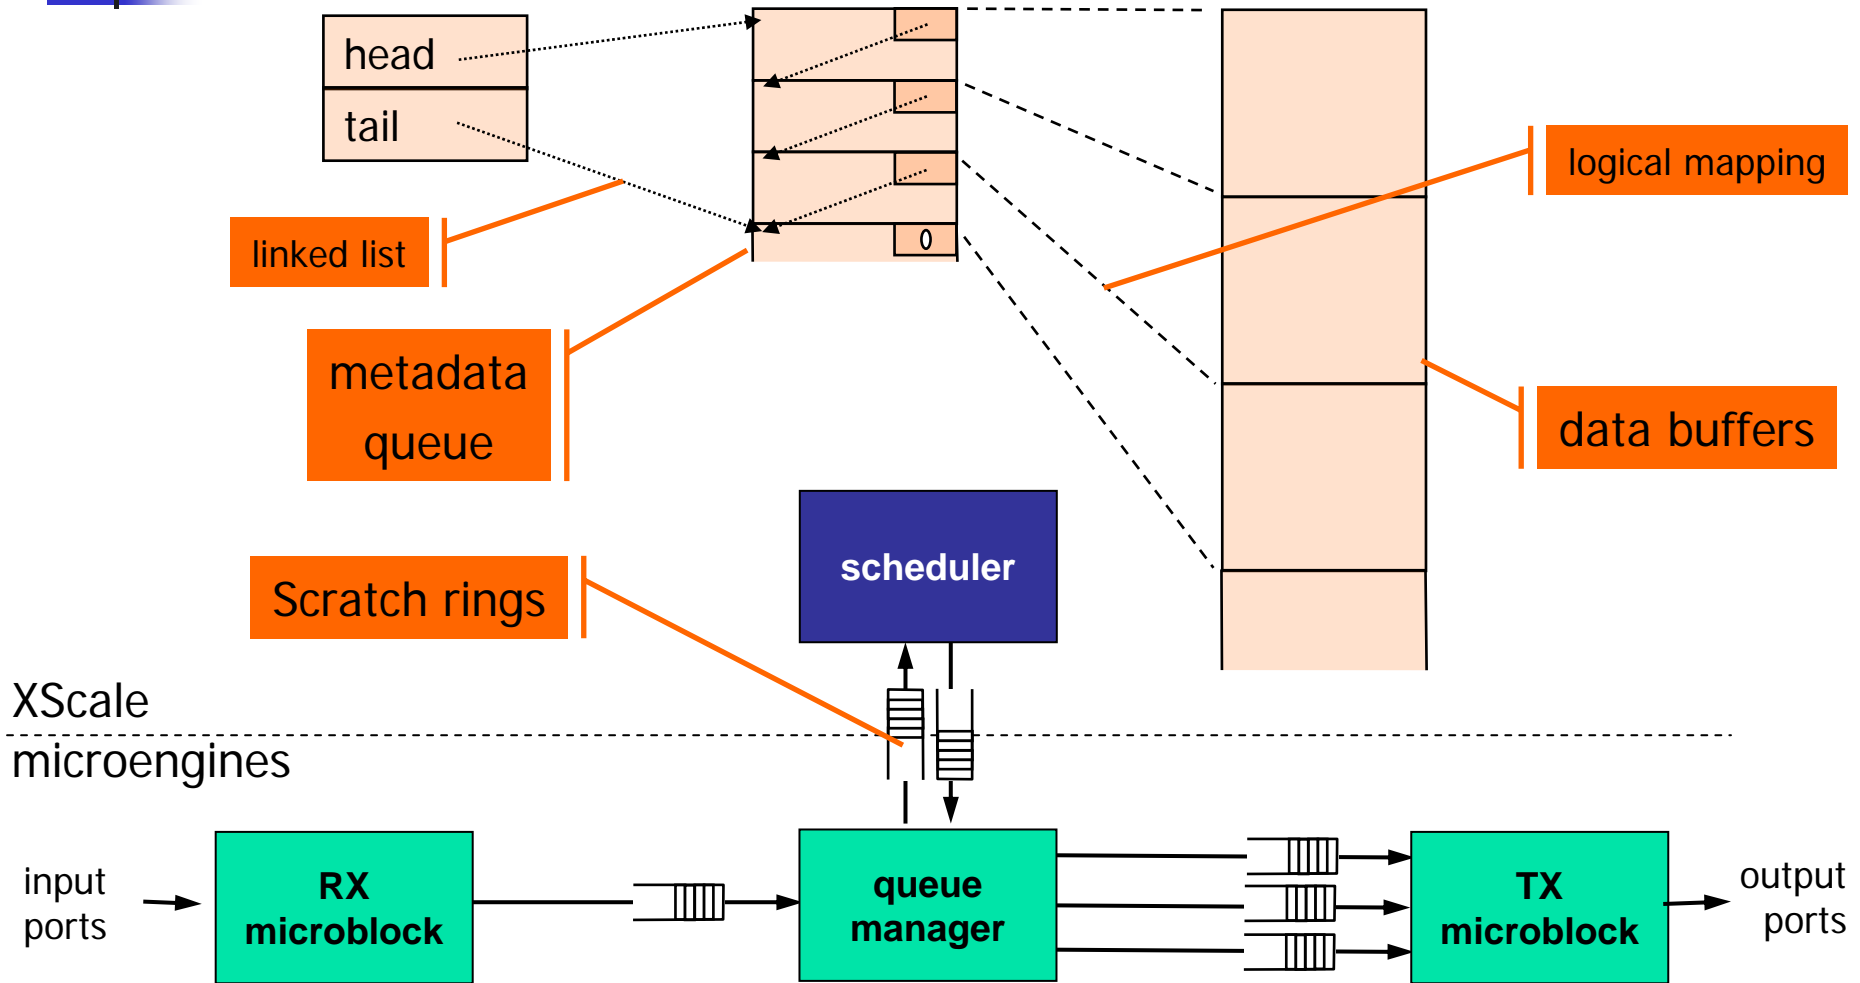 head
tail
logical mapping
linked list
metadata
queue
data buffers
0
scheduler
Scratch rings
XScale
microengines
input
ports
RX
microblock
queue
manager
TX
microblock
output
ports